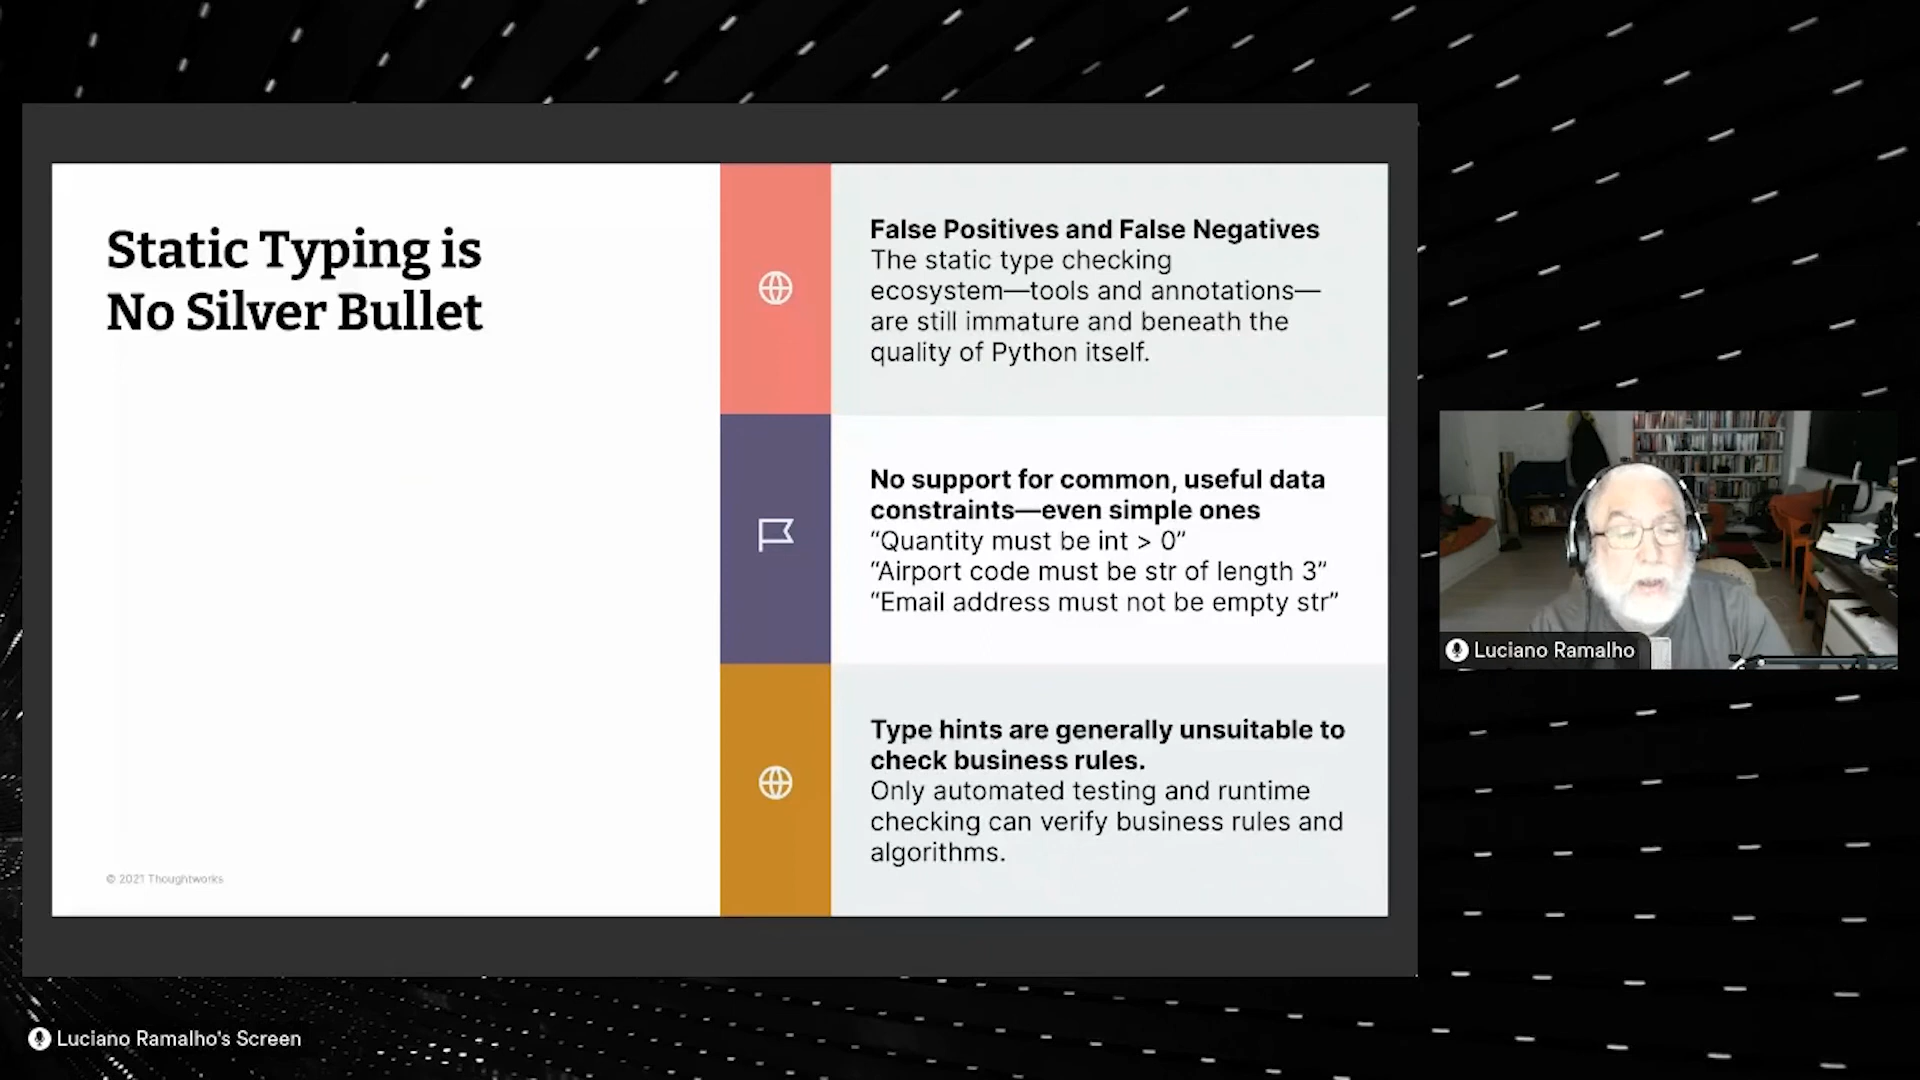 Static Typing is
No Silver Bullet
False Positives and False Negatives
The static type checking
ecosystem—tools and annotations—
are still immature and beneath the
quality of Python itself.
No support for common, useful data
constraints—even simple ones
“Quantity must be int > 0”
“Airport code must be str of length 3”
“Email address must not be empty str”
Type hints are generally unsuitable to
check business rules.
Only automated testing and runtime
checking can verify business rules and
algorithms.
© 2021 Thoughtworks
Luciano Ramalho
Luciano Ramalho's Screen